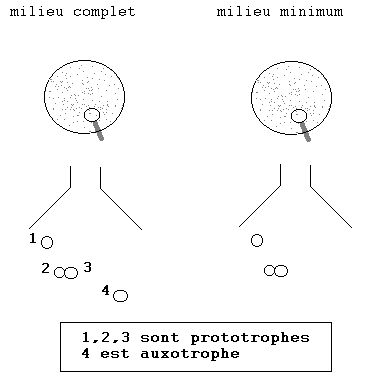 milieu complet
milieu minimum
1
2
3
4
1,2,3 sont prototrophes
4 est auxotrophe